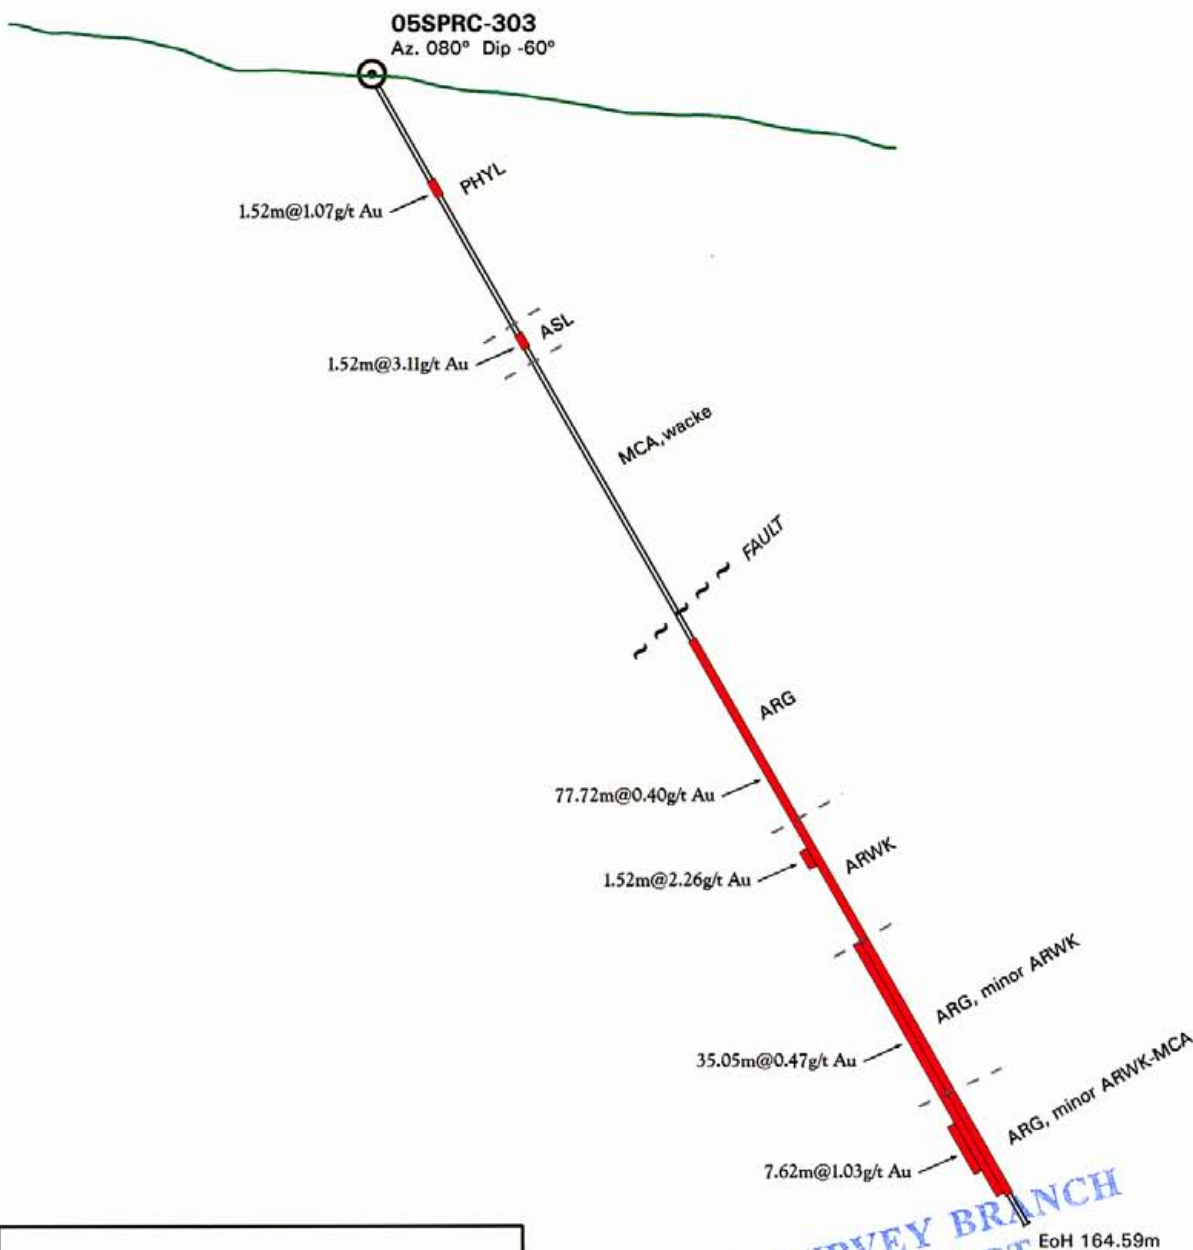 05SPRC-303
Az. 080° Dip -60°
PHYL
1.52m@1.07g/t Au
ASL
1.52m@3.11g/t Au
MCA,wacke
FAULT
ARG
77.72m@0.40g/t Au
ARWK
1.52m@2.26g/t Au
ARG, minor ARWK
35.05m@0.47g/t Au
ARG, minor ARWK-MCA
7.62m@1.03g/t Au
BRANCH
EoH 164.59m